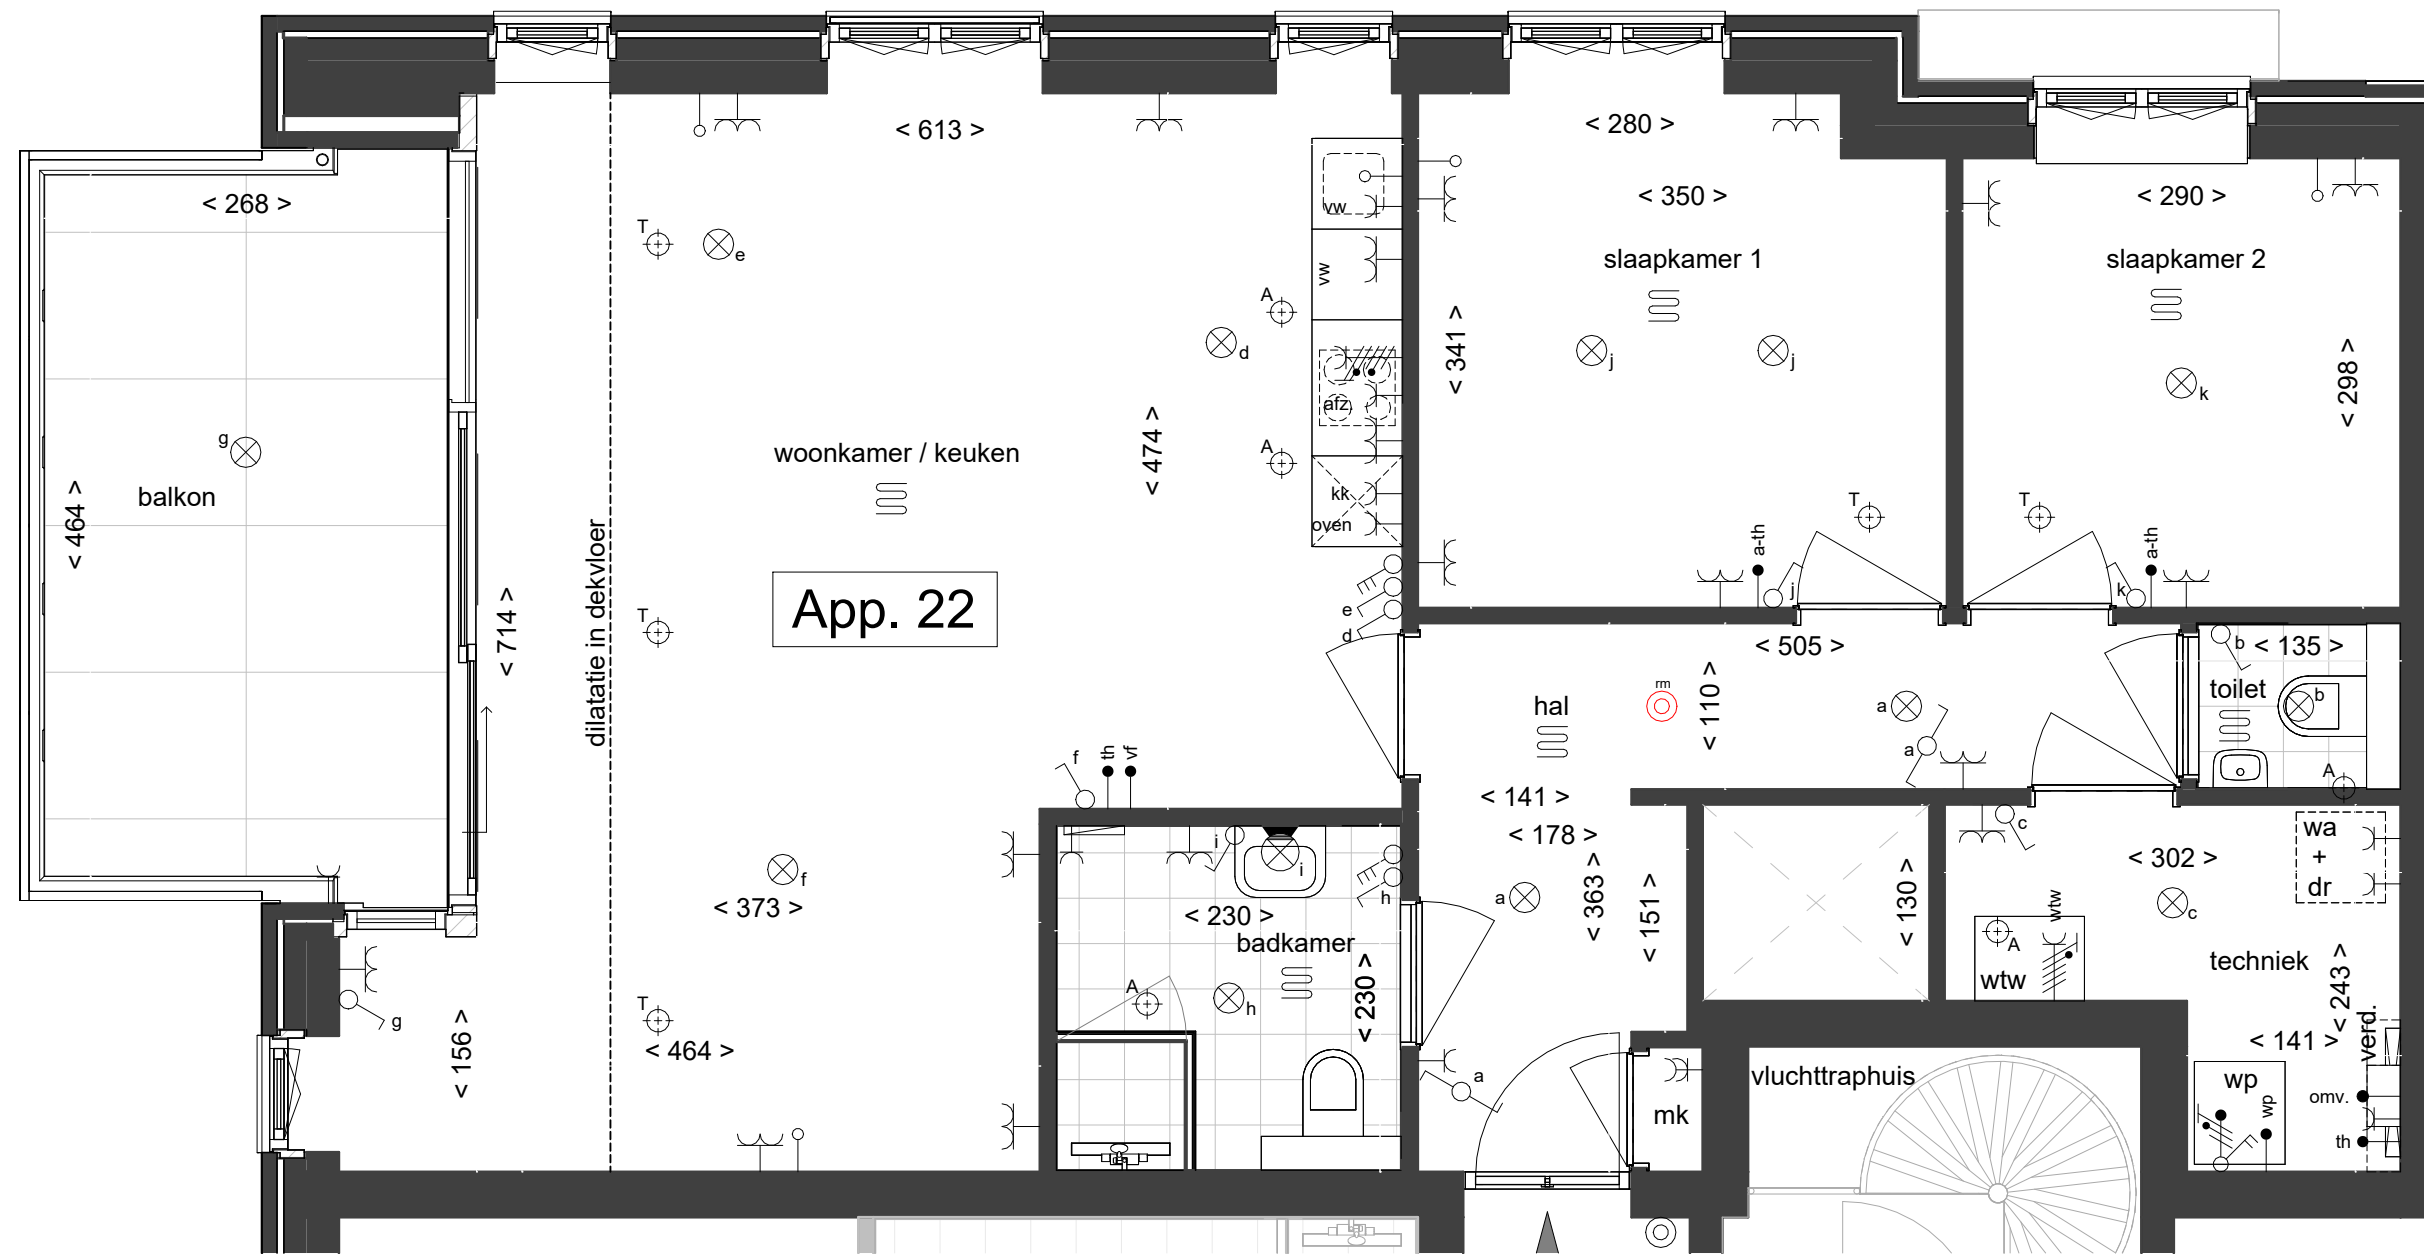 < 613 >
< 280 >
< 268 >
< 350 >
< 290 >
vw
T
e
vw
slaapkamer 1
slaapkamer 2
A
d
< 341 >
j
j
< 298 >
k
afz.
g
balkon
< 464 >
woonkamer / keuken
< 474 >
A
kk
oven
T
a-th
T
a-th
dilatatie in dekvloer
< 714 >
App. 22
T
e
d
j
k
< 505 >
b
< 135 >
toilet
b
hal
rm
< 110 >
a
a
f
th
vf
A
< 141 >
< 178 >
i
i
c
wa
+
dr
< 302 >
f
< 373 >
h
a
< 363 >
< 151 >
< 130 >
wtw
c
< 230 >
badkamer
A
wtw
techniek
< 243 >
< 230 >
A
h
g
< 156 >
T
< 464 >
verd.
< 141 >
a
mk
vluchttraphuis
wp
wp
omv.
th